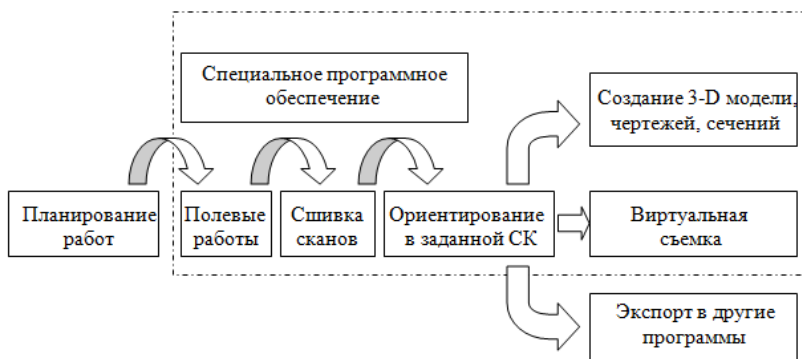 Специальное программное
обеспечение
Создание 3-D модели,
чертежей, сечений
Планирование
работ
Полевые
работы
Сшивка
сканов
Ориентирование
в заданной СК
Виртуальная
съемка
Экспорт в другие
программы